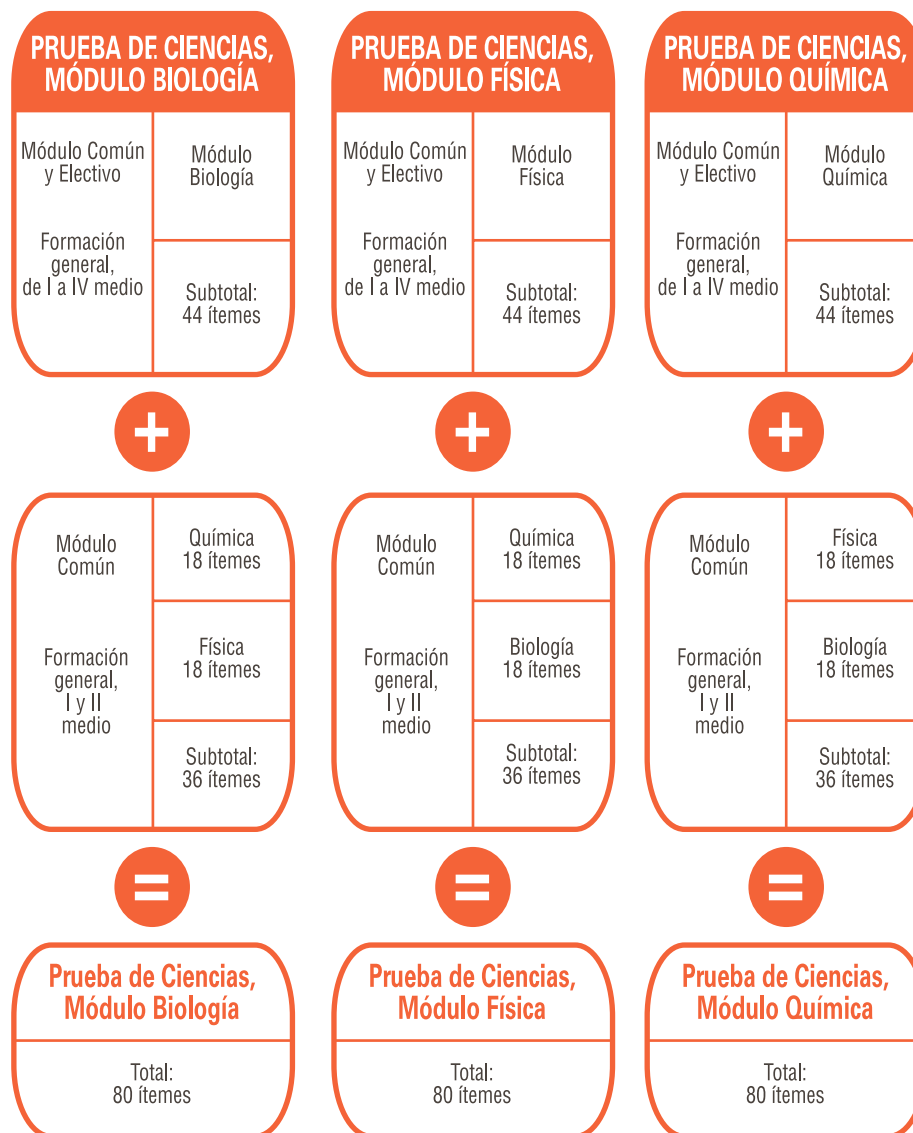 PRUEBA DE CIENCIAS,
MÓDULO BIOLOGÍA
Módulo Común
y Electivo
Formación
general,
de I a IV medio
Módulo
Biología
Subtotal:
44 ítemes
+
Módulo
Común
Formación
general,
I y II
medio
Química
18 ítemes
Física
18 ítemes
Subtotal:
36 ítemes
=
Prueba de Ciencias,
Módulo Biología
Total:
80 ítemes
PRUEBA DE CIENCIAS,
MÓDULO FÍSICA
Módulo Común
y Electivo
Formación
general,
de I a IV medio
Módulo
Física
Subtotal:
44 ítemes
+
Módulo
Común
Formación
general,
I y II
medio
Química
18 ítemes
Biología
18 ítemes
Subtotal:
36 ítemes
=
Prueba de Ciencias,
Módulo Física
Total:
80 ítemes
PRUEBA DE CIENCIAS,
MÓDULO QUÍMICA
Módulo Común
y Electivo
Formación
general,
de I a IV medio
Módulo
Química
Subtotal:
44 ítemes
+
Módulo
Común
Formación
general,
I y II
medio
Física
18 ítemes
Biología
18 ítemes
Subtotal:
36 ítemes
=
Prueba de Ciencias,
Módulo Química
Total:
80 ítemes